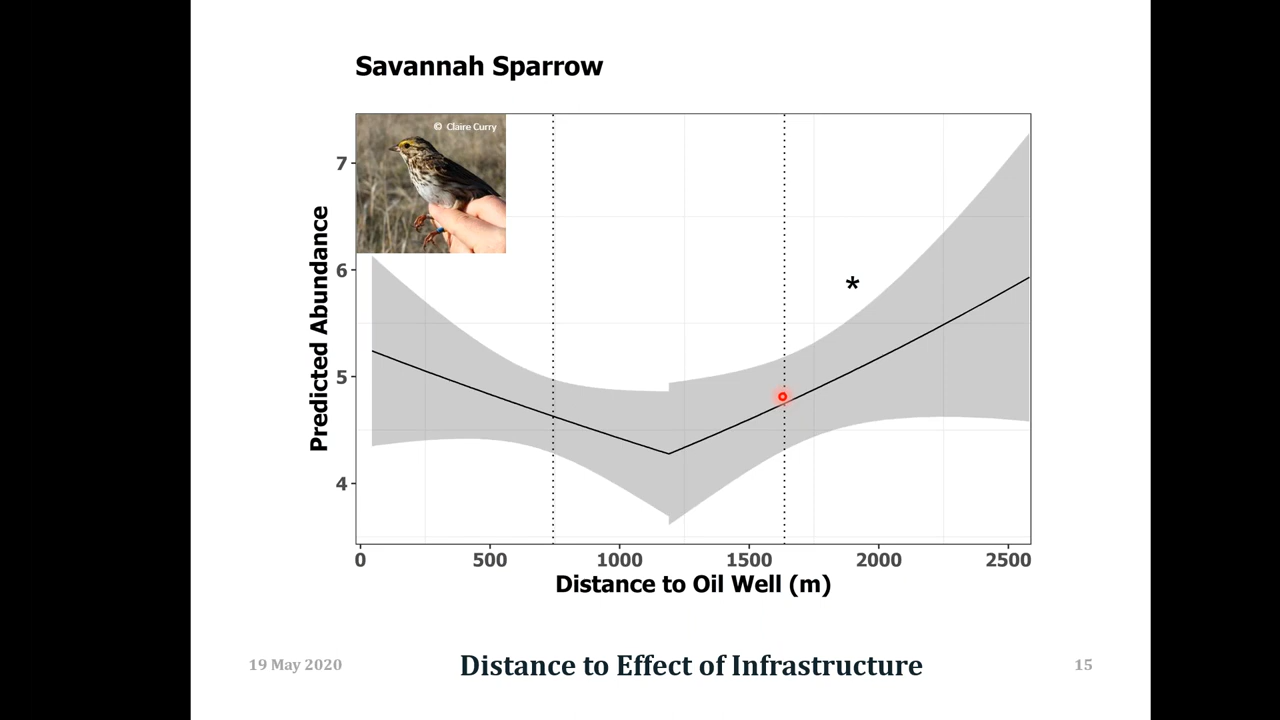 Savannah Sparrow
© Claire Curry
Predicted Abundance
7
6
5
4
*
0 500 1000 1500 2000 2500
Distance to Oil Well (m)
19 May 2020
Distance to Effect of Infrastructure
15